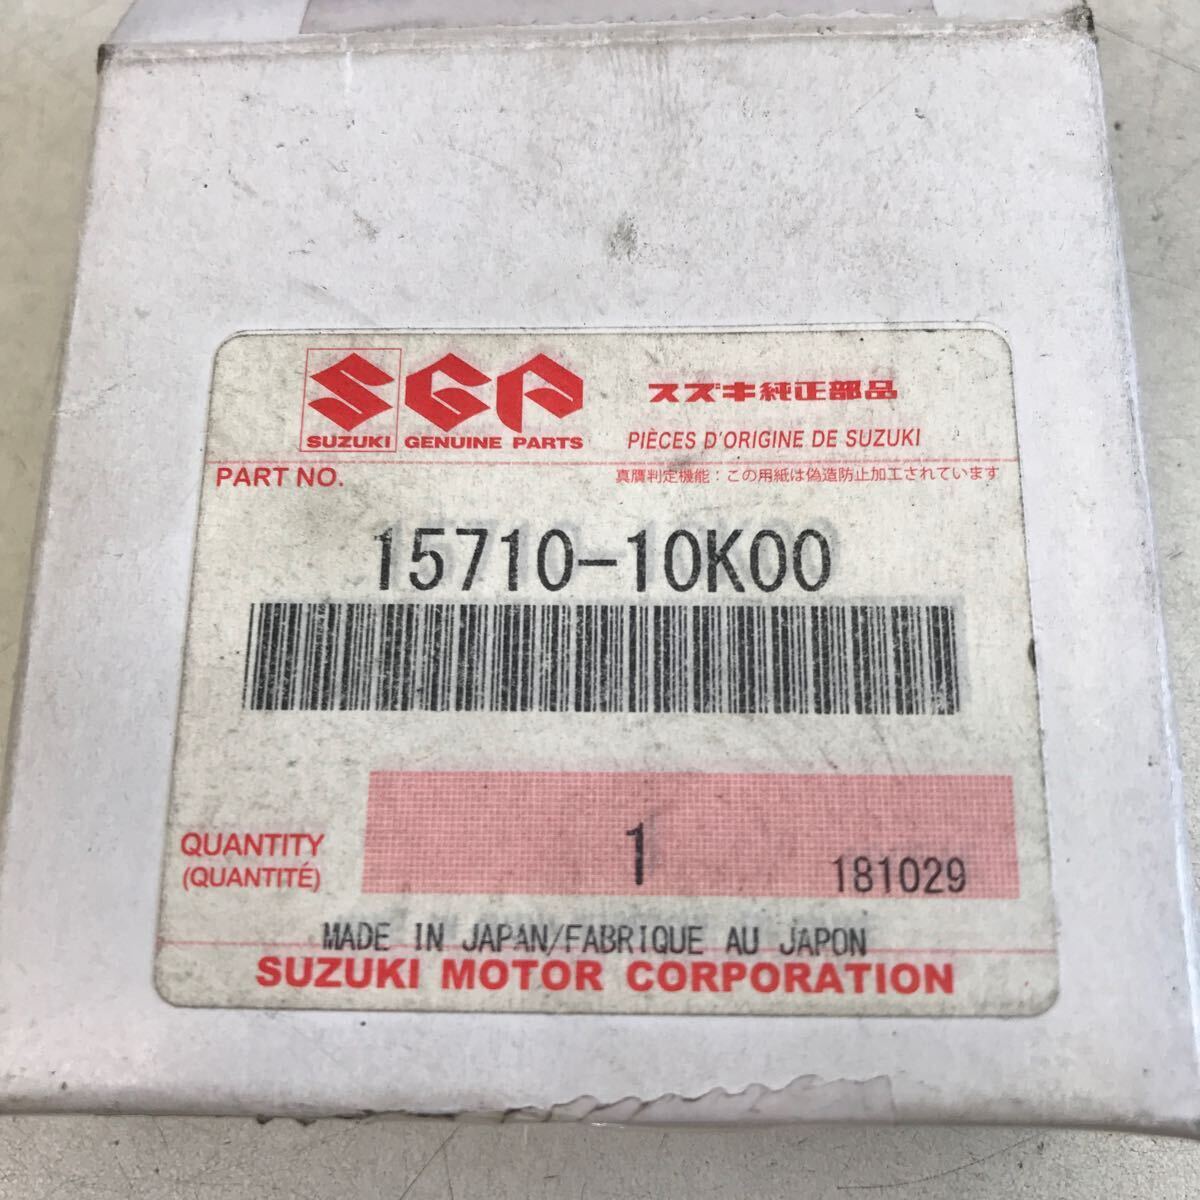 SGP
SUZUKI GENUINE PARTS
スズキ純正部品
PIÈCES D'ORIGINE DE SUZUKI
PART NO.
真贋判定機能：この用紙は偽造防止加工されています
15710-10K00
QUANTITY
(QUANTITÉ)
1
181029
MADE IN JAPAN/FABRIQUE AU JAPON
SUZUKI MOTOR CORPORATION